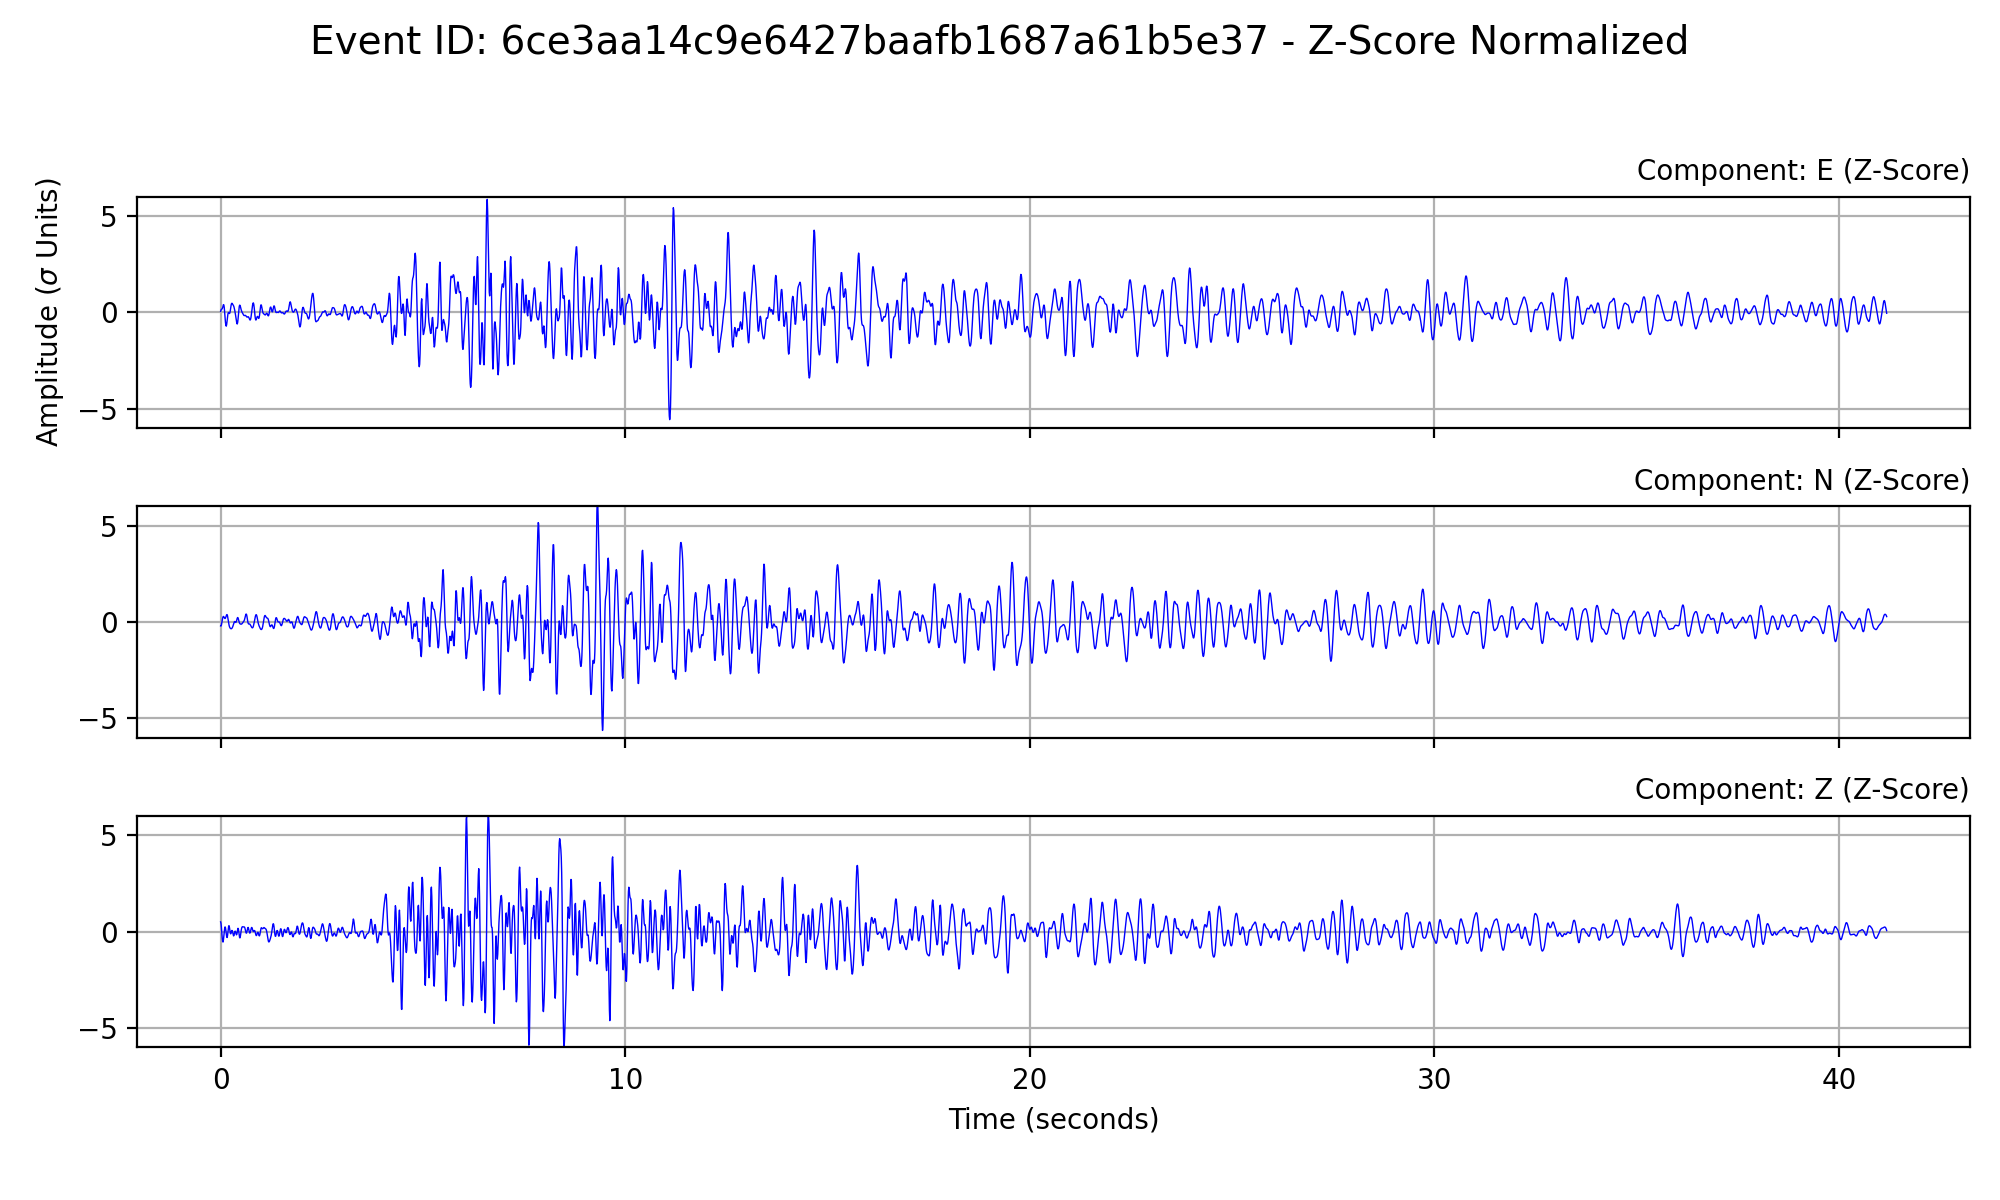 Event ID: 6ce3aa14c9e6427baafb1687a61b5e37 - Z-Score Normalized
Component: E (Z-Score)
Amplitude (σ Units)
5
0
−5
Component: N (Z-Score)
5
0
−5
Component: Z (Z-Score)
5
0
−5
0 10 20 30 40
Time (seconds)